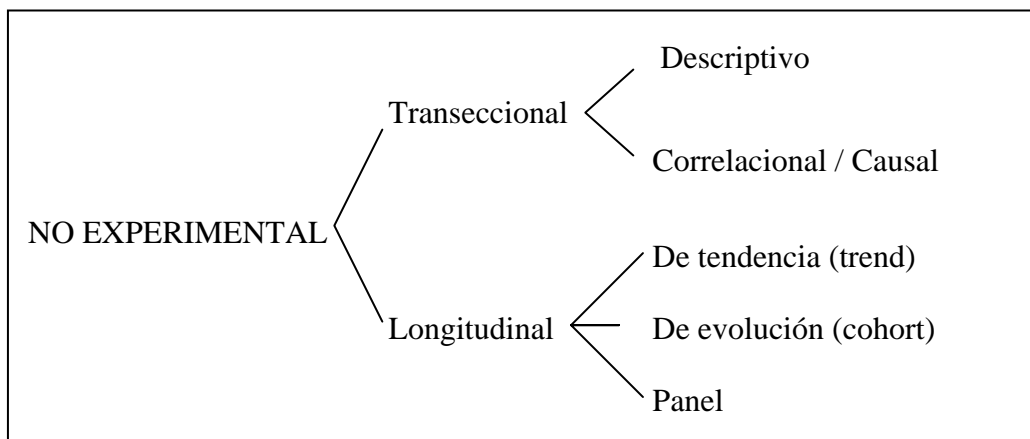 Descriptivo
Transeccional
Correlacional / Causal
NO EXPERIMENTAL
De tendencia (trend)
Longitudinal
De evolución (cohort)
Panel